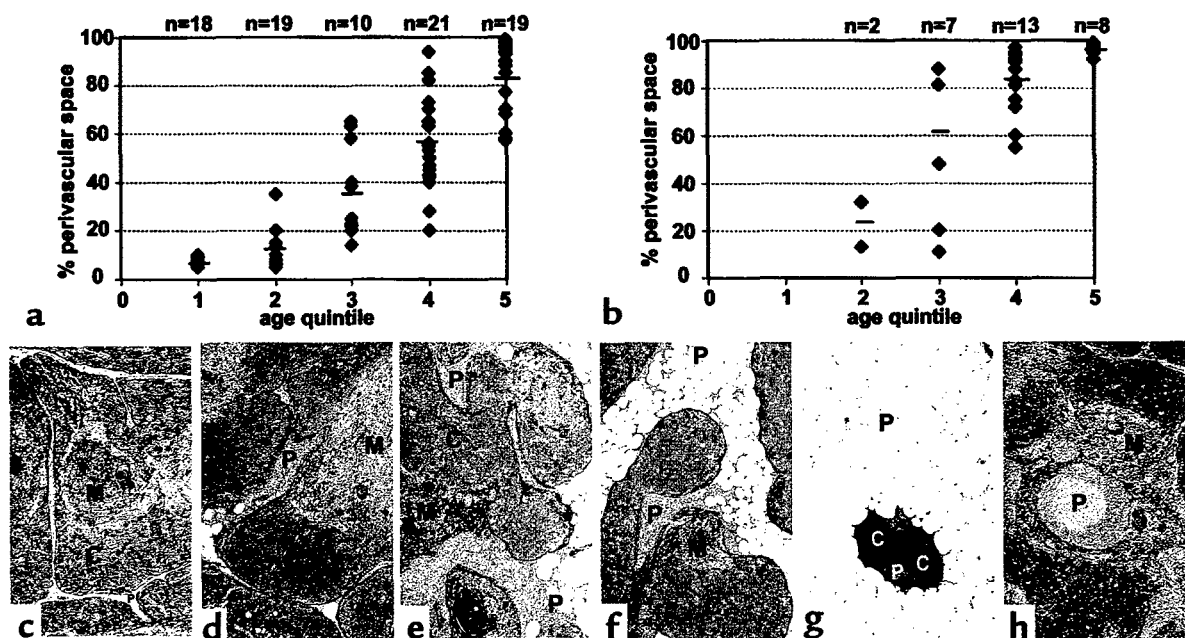 n=18 n=19 n=10 n=21 n=19
100
80
60
40
20
0
% perivascular space
0 1 2 3 4 5
age quintile
a
n=2 n=7 n=13 n=8
100
80
60
40
20
0
% perivascular space
0 1 2 3 4 5
age quintile
b
M
C
P
c
P
M
d
P
C
M
P
e
P
P
M
f
P
C
C
P
g
M
P
h